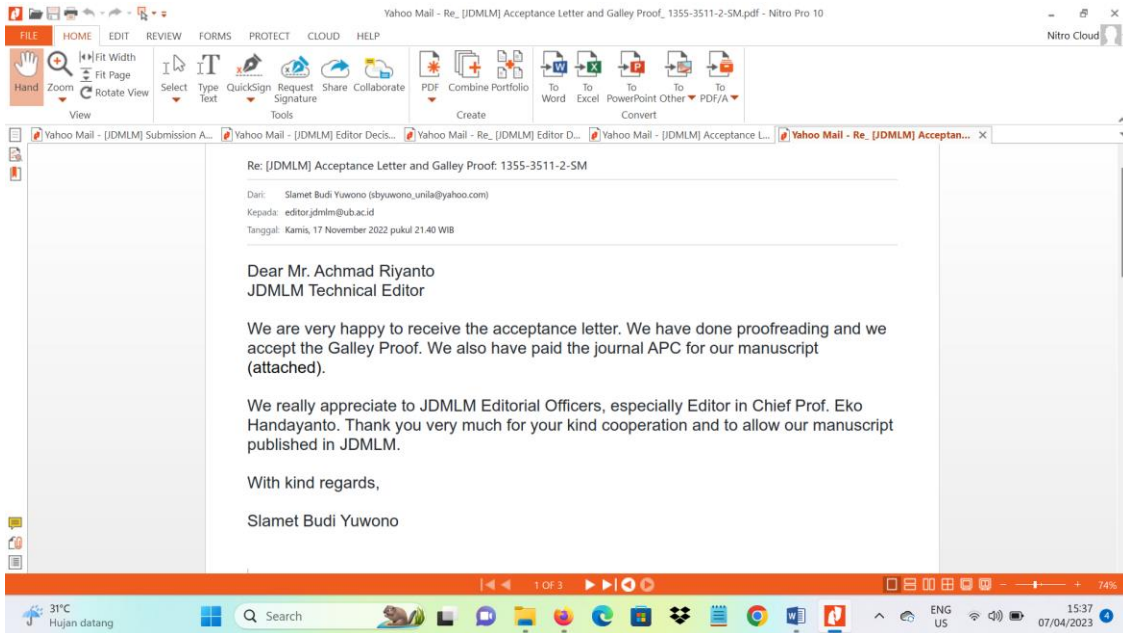 Yahoo Mail - Re_ [JDMLM] Acceptance Letter and Galley Proof_ 1355-3511-2-SM.pdf - Nitro Pro 10
FILE HOME EDIT REVIEW FORMS PROTECT CLOUD HELP
Nitro Cloud
Hand
Zoom
Fit Width
Fit Page
Rotate View
Select
Type Text
QuickSign
Request Signature
Share
Collaborate
PDF
Combine
Portfolio
To Word
To Excel
To PowerPoint
To Other
To PDF/A
View Tools Create Convert
Yahoo Mail - [JDMLM] Submission A...
Yahoo Mail - [JDMLM] Editor Decis...
Yahoo Mail - Re_ [JDMLM] Editor D...
Yahoo Mail - [JDMLM] Acceptance L...
Yahoo Mail - Re_ [JDMLM] Acceptan...
Re: [JDMLM] Acceptance Letter and Galley Proof: 1355-3511-2-SM
Dari: Slamet Budi Yuwono (sbyuwono_unila@yahoo.com)
Kepada: editor.jdmlm@ub.ac.id
Tanggal: Kamis, 17 November 2022 pukul 21.40 WIB
Dear Mr. Achmad Riyanto
JDMLM Technical Editor
We are very happy to receive the acceptance letter. We have done proofreading and we
accept the Galley Proof. We also have paid the journal APC for our manuscript
(attached).
We really appreciate to JDMLM Editorial Officers, especially Editor in Chief Prof. Eko
Handayanto. Thank you very much for your kind cooperation and to allow our manuscript
published in JDMLM.
With kind regards,
Slamet Budi Yuwono
1 OF 3
74%
31°C
Hujan datang
Search
ENG
US
15:37
07/04/2023
4